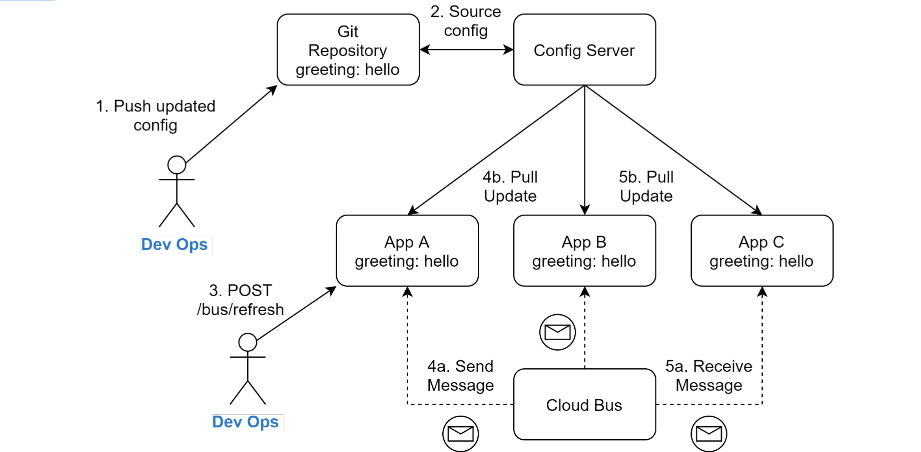 2. Source
config
Git
Repository
greeting: hello
Config Server
1. Push updated
config
Dev Ops
4b. Pull
Update
5b. Pull
Update
App A
greeting: hello
App B
greeting: hello
App C
greeting: hello
3. POST
/bus/refresh
Dev Ops
4a. Send
Message
5a. Receive
Message
Cloud Bus